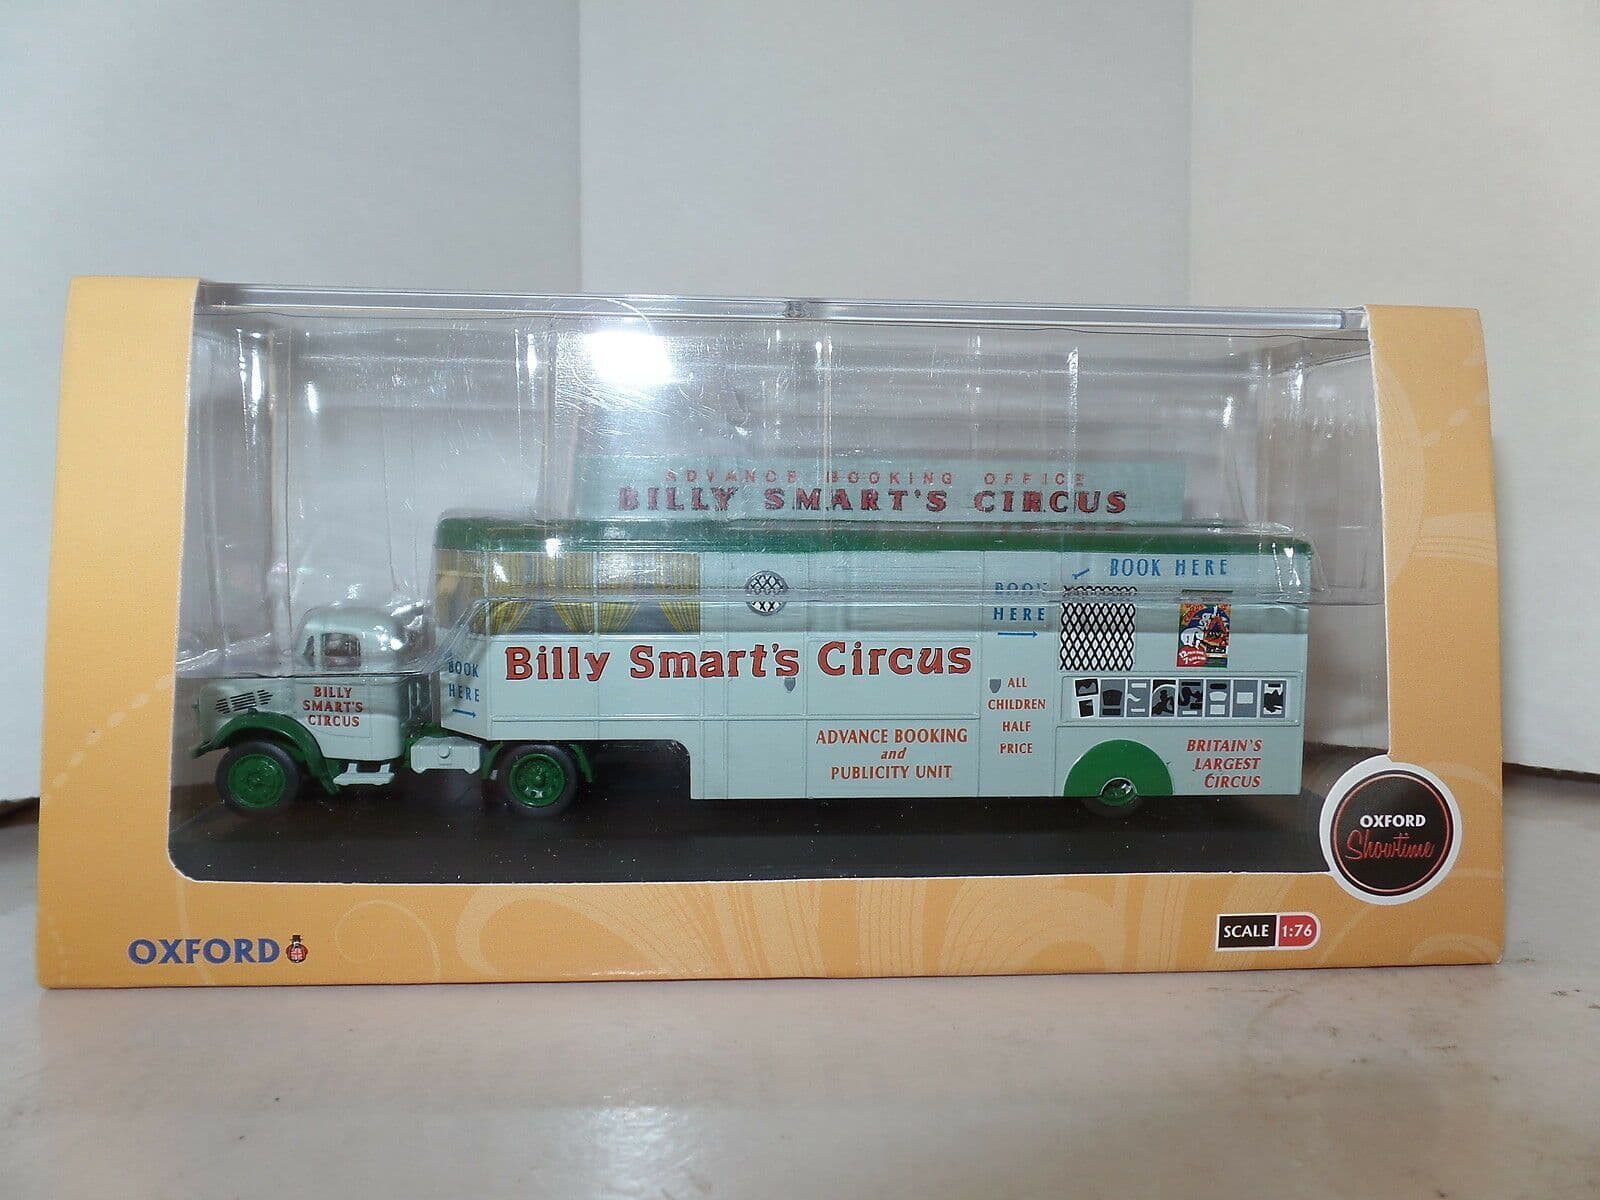 ADVANCE BOOKING OFFICE
BILLY SMART'S CIRCUS
BOOK HERE
BOOK
HERE
BOOK
HERE
Billy Smart's Circus
BILLY
SMART'S
CIRCUS
ALL
CHILDREN
HALF
PRICE
ADVANCE BOOKING
and
PUBLICITY UNIT
BRITAIN'S
LARGEST
CIRCUS
OXFORD
Showtime
OXFORD
SCALE 1:76